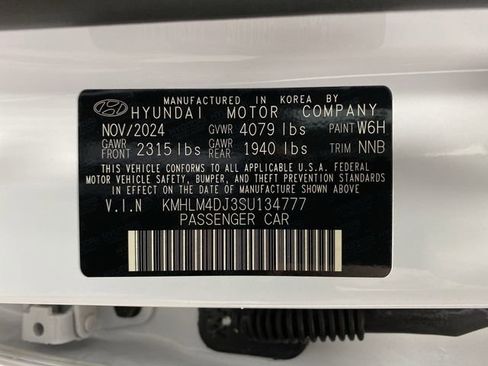 MANUFACTURED IN KOREA BY
HYUNDAI MOTOR COMPANY
NOV/2024 GVWR 4079 lbs PAINT W6H
GAWR FRONT 2315 lbs GAWR REAR 1940 lbs TRIM NNB
THIS VEHICLE CONFORMS TO ALL APPLICABLE U.S.A. FEDERAL
MOTOR VEHICLE SAFETY, BUMPER, AND THEFT PREVENTION STANDARDS
IN EFFECT ON THE DATE OF MANUFACTURE SHOWN ABOVE.
V.I.N KMHLM4DJ3SU134777
PASSENGER CAR